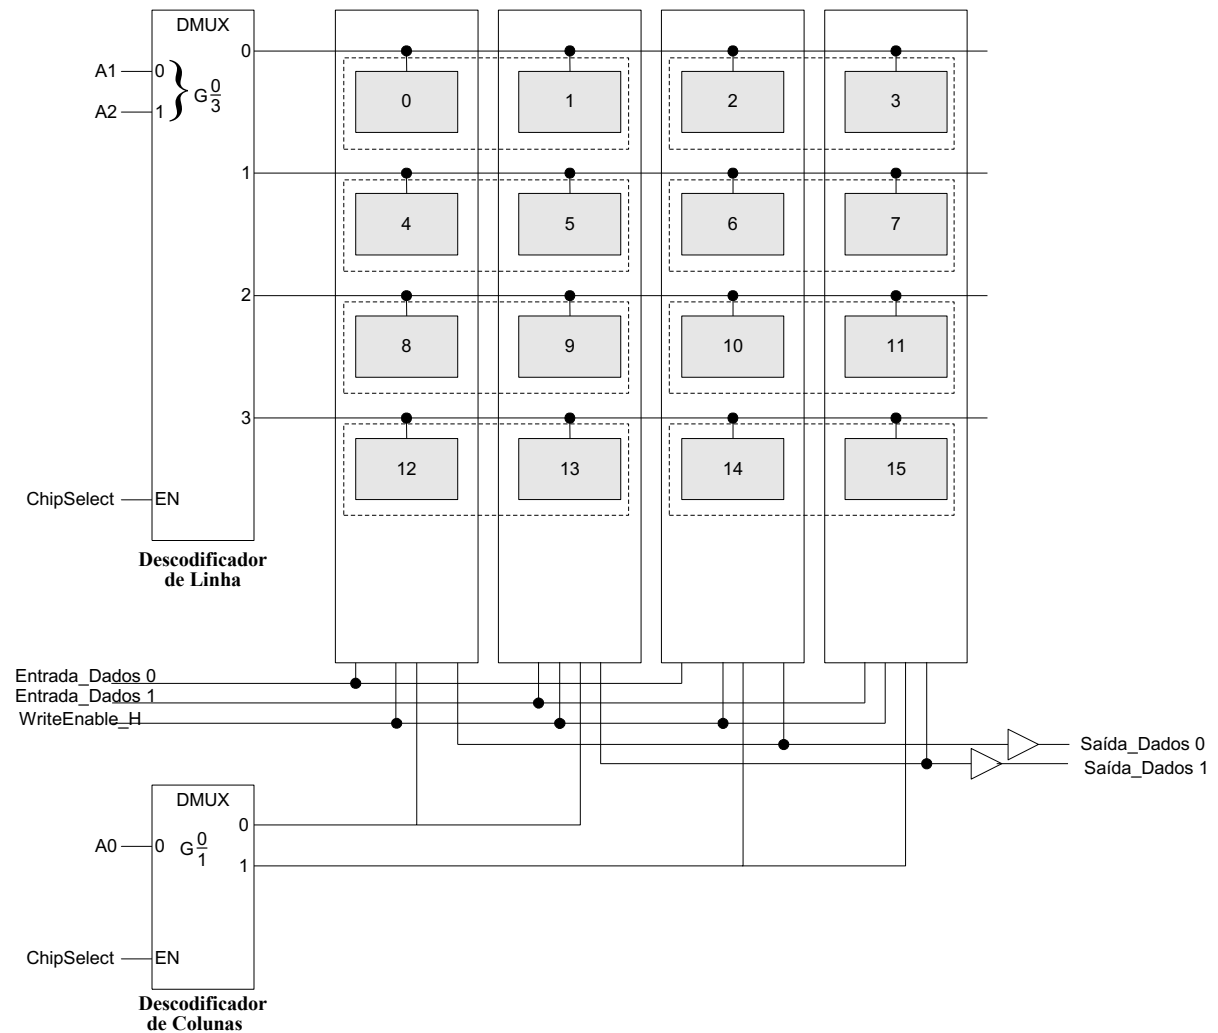 DMUX
0
A1 0
G 0
3
A2 1
0 1 2 3
1
4 5 6 7
2
8 9 10 11
3
12 13 14 15
ChipSelect EN
Descodificador
de Linha
Entrada_Dados 0
Entrada_Dados 1
WriteEnable_H
Saída_Dados 0
Saída_Dados 1
DMUX
0
A0 0
G 0
1
1
ChipSelect EN
Descodificador
de Colunas